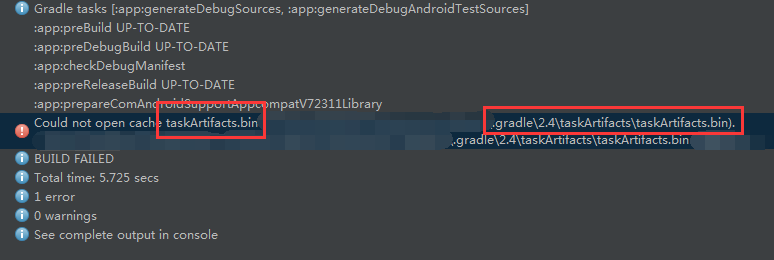 Gradle tasks [:app:generateDebugSources, :app:generateDebugAndroidTestSources]
:app:preBuild UP-TO-DATE
:app:preDebugBuild UP-TO-DATE
:app:checkDebugManifest
:app:preReleaseBuild UP-TO-DATE
:app:prepareComAndroidSupportAppcompatV72311Library
Could not open cache taskArtifacts.bin .gradle\2.4\taskArtifacts\taskArtifacts.bin).
.gradle\2.4\taskArtifacts\taskArtifacts.bin
BUILD FAILED
Total time: 5.725 secs
1 error
0 warnings
See complete output in console